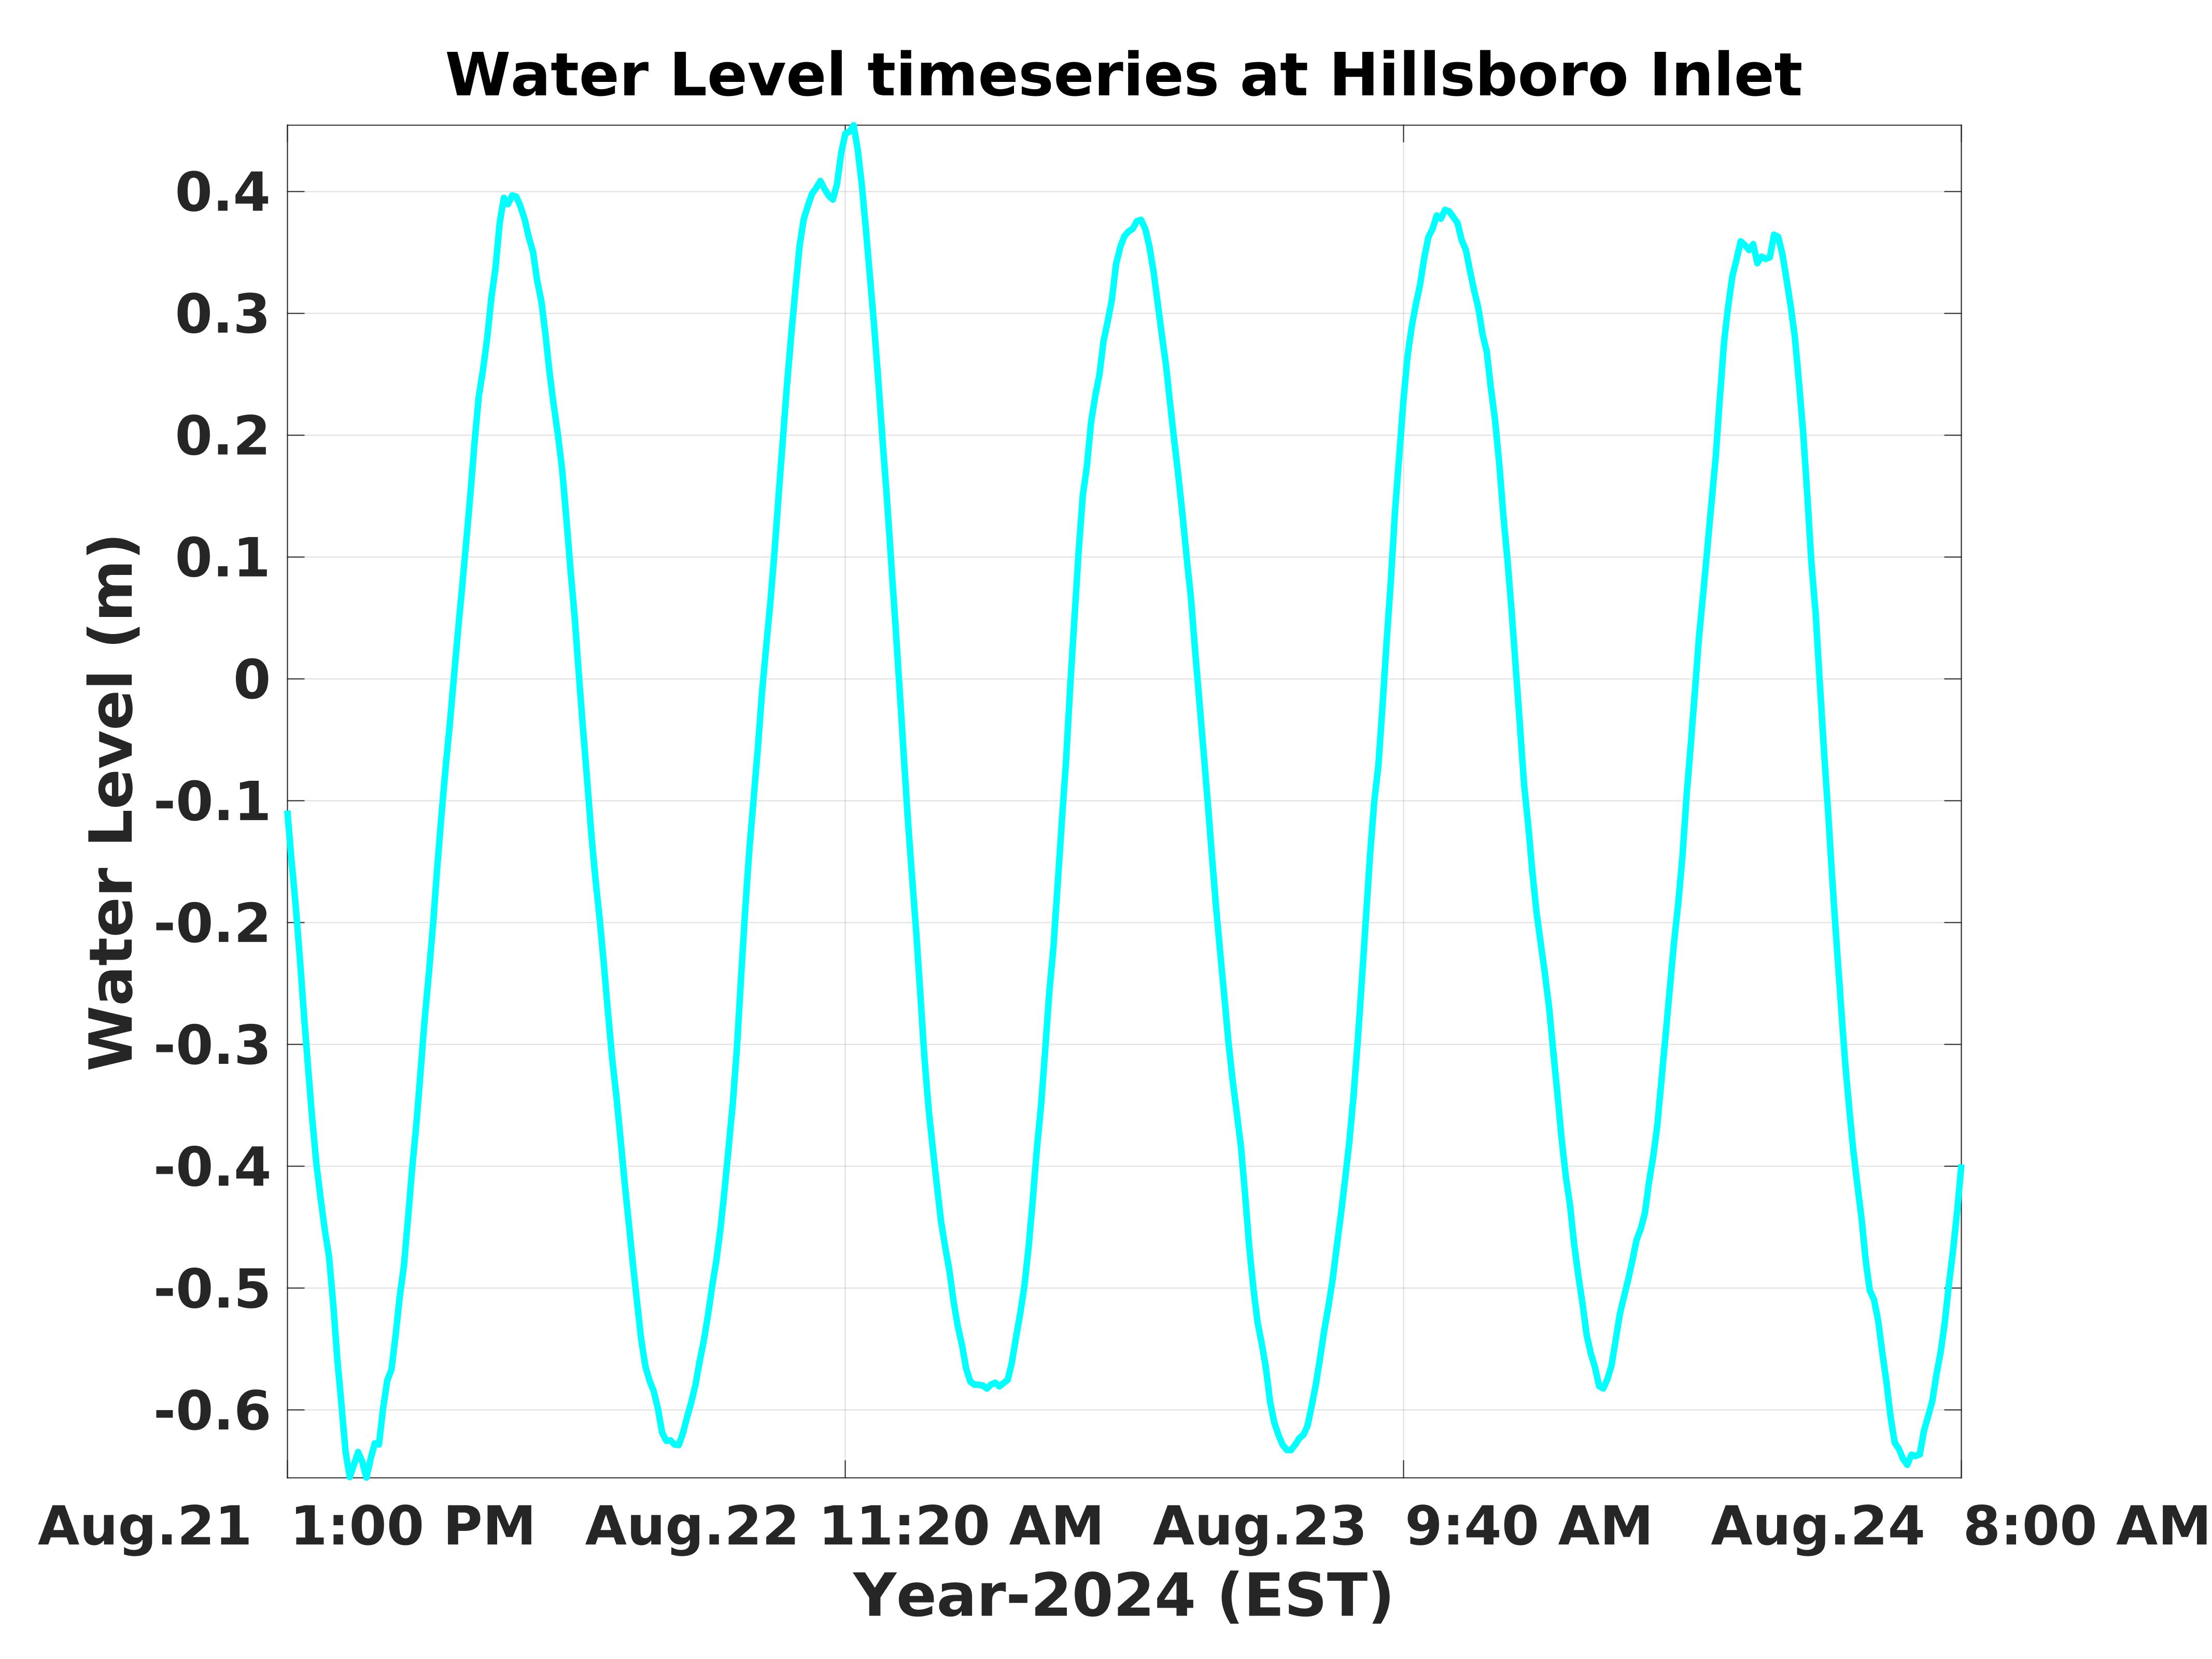 Water Level timeseries at Hillsboro Inlet
Water Level (m)
0.4
0.3
0.2
0.1
0
-0.1
-0.2
-0.3
-0.4
-0.5
-0.6
Aug.21 1:00 PM Aug.22 11:20 AM Aug.23 9:40 AM Aug.24 8:00 AM
Year-2024 (EST)